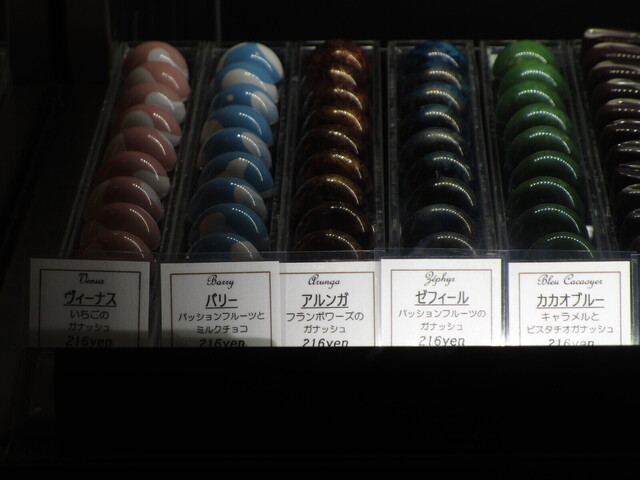 Venus
ヴィーナス
いちごの
ガナッシュ
216yen
Barry
バリー
パッションフルーツと
ミルクチョコ
216yen
Arunga
アルンガ
フランボワーズの
ガナッシュ
216yen
Zéphyr
ゼフィール
パッションフルーツの
ガナッシュ
216yen
Bleu Cacaoyer
カカオブルー
キャラメルと
ピスタチオガナッシュ
216yen